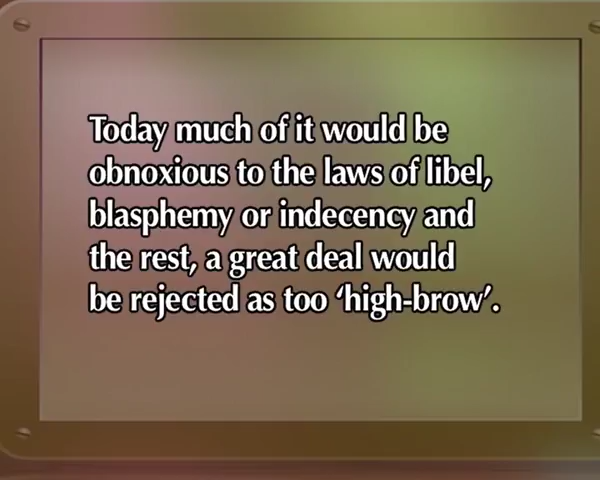 Today much of it would be
obnoxious to the laws of libel,
blasphemy or indecency and
the rest, a great deal would
be rejected as too ‘high-brow’.